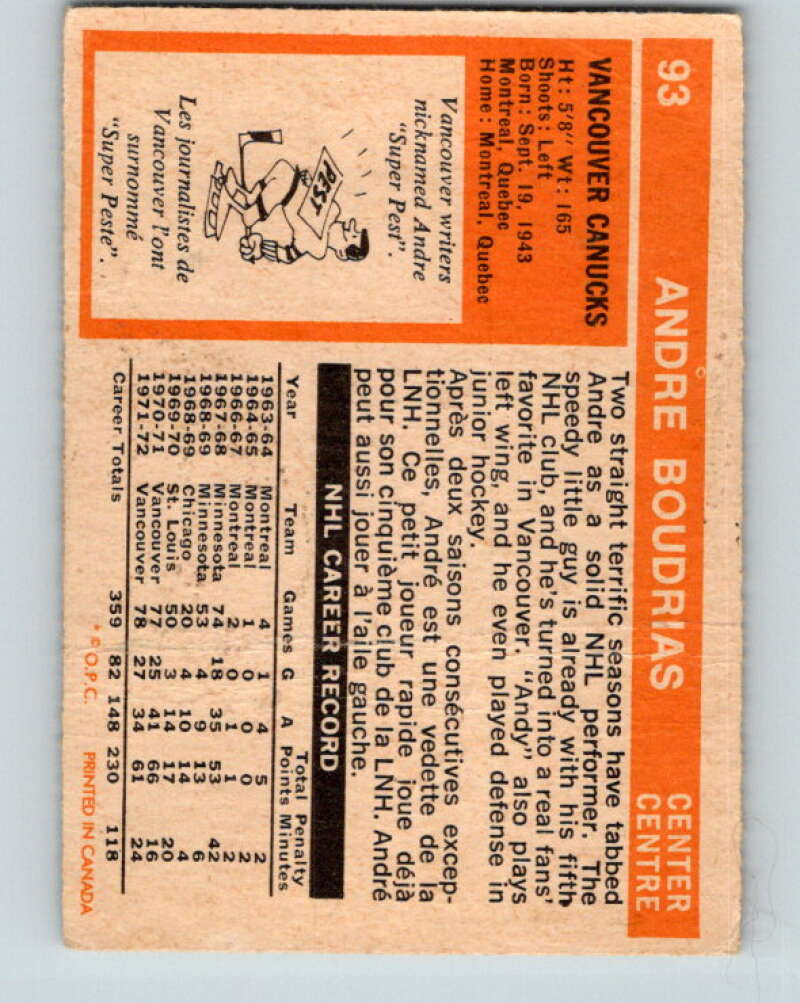 93 ANDRE BOUDRIAS CENTER
CENTRE
VANCOUVER CANUCKS
Ht: 5'8" Wt: 165
Shoots: Left
Born: Sept. 19, 1943
Montreal, Quebec
Home: Montreal, Quebec
Vancouver writers
nicknamed Andre
"Super Pest".
PEST
Les journalistes de
Vancouver l'ont
surnommé
"Super Peste".
Two straight terrific seasons have tabbed
Andre as a solid NHL performer. The
speedy little guy is already with his fifth
NHL club, and he's turned into a real fans'
favorite in Vancouver. "Andy" also plays
left wing, and he even played defense in
junior hockey.
Après deux saisons consécutives excep-
tionnelles, André est une vedette de la
LNH. Ce petit joueur rapide joue déjà
pour son cinquième club de la LNH. André
peut aussi jouer à l'aile gauche.
NHL CAREER RECORD
Total Penalty
Year Team Games G A Points Minutes
1963-64 Montreal 4 1 4 5 2
1964-65 Montreal 1 0 0 0 2
1966-67 Montreal 2 0 1 1 2
1967-68 Minnesota 74 18 35 53 42
1968-69 Minnesota 53 4 9 13 6
1968-69 Chicago 20 4 10 14 4
1969-70 St. Louis 50 3 14 17 20
1970-71 Vancouver 77 25 41 66 16
1971-72 Vancouver 78 27 34 61 24
Career Totals 359 82 148 230 118
* © O.P.C. PRINTED IN CANADA